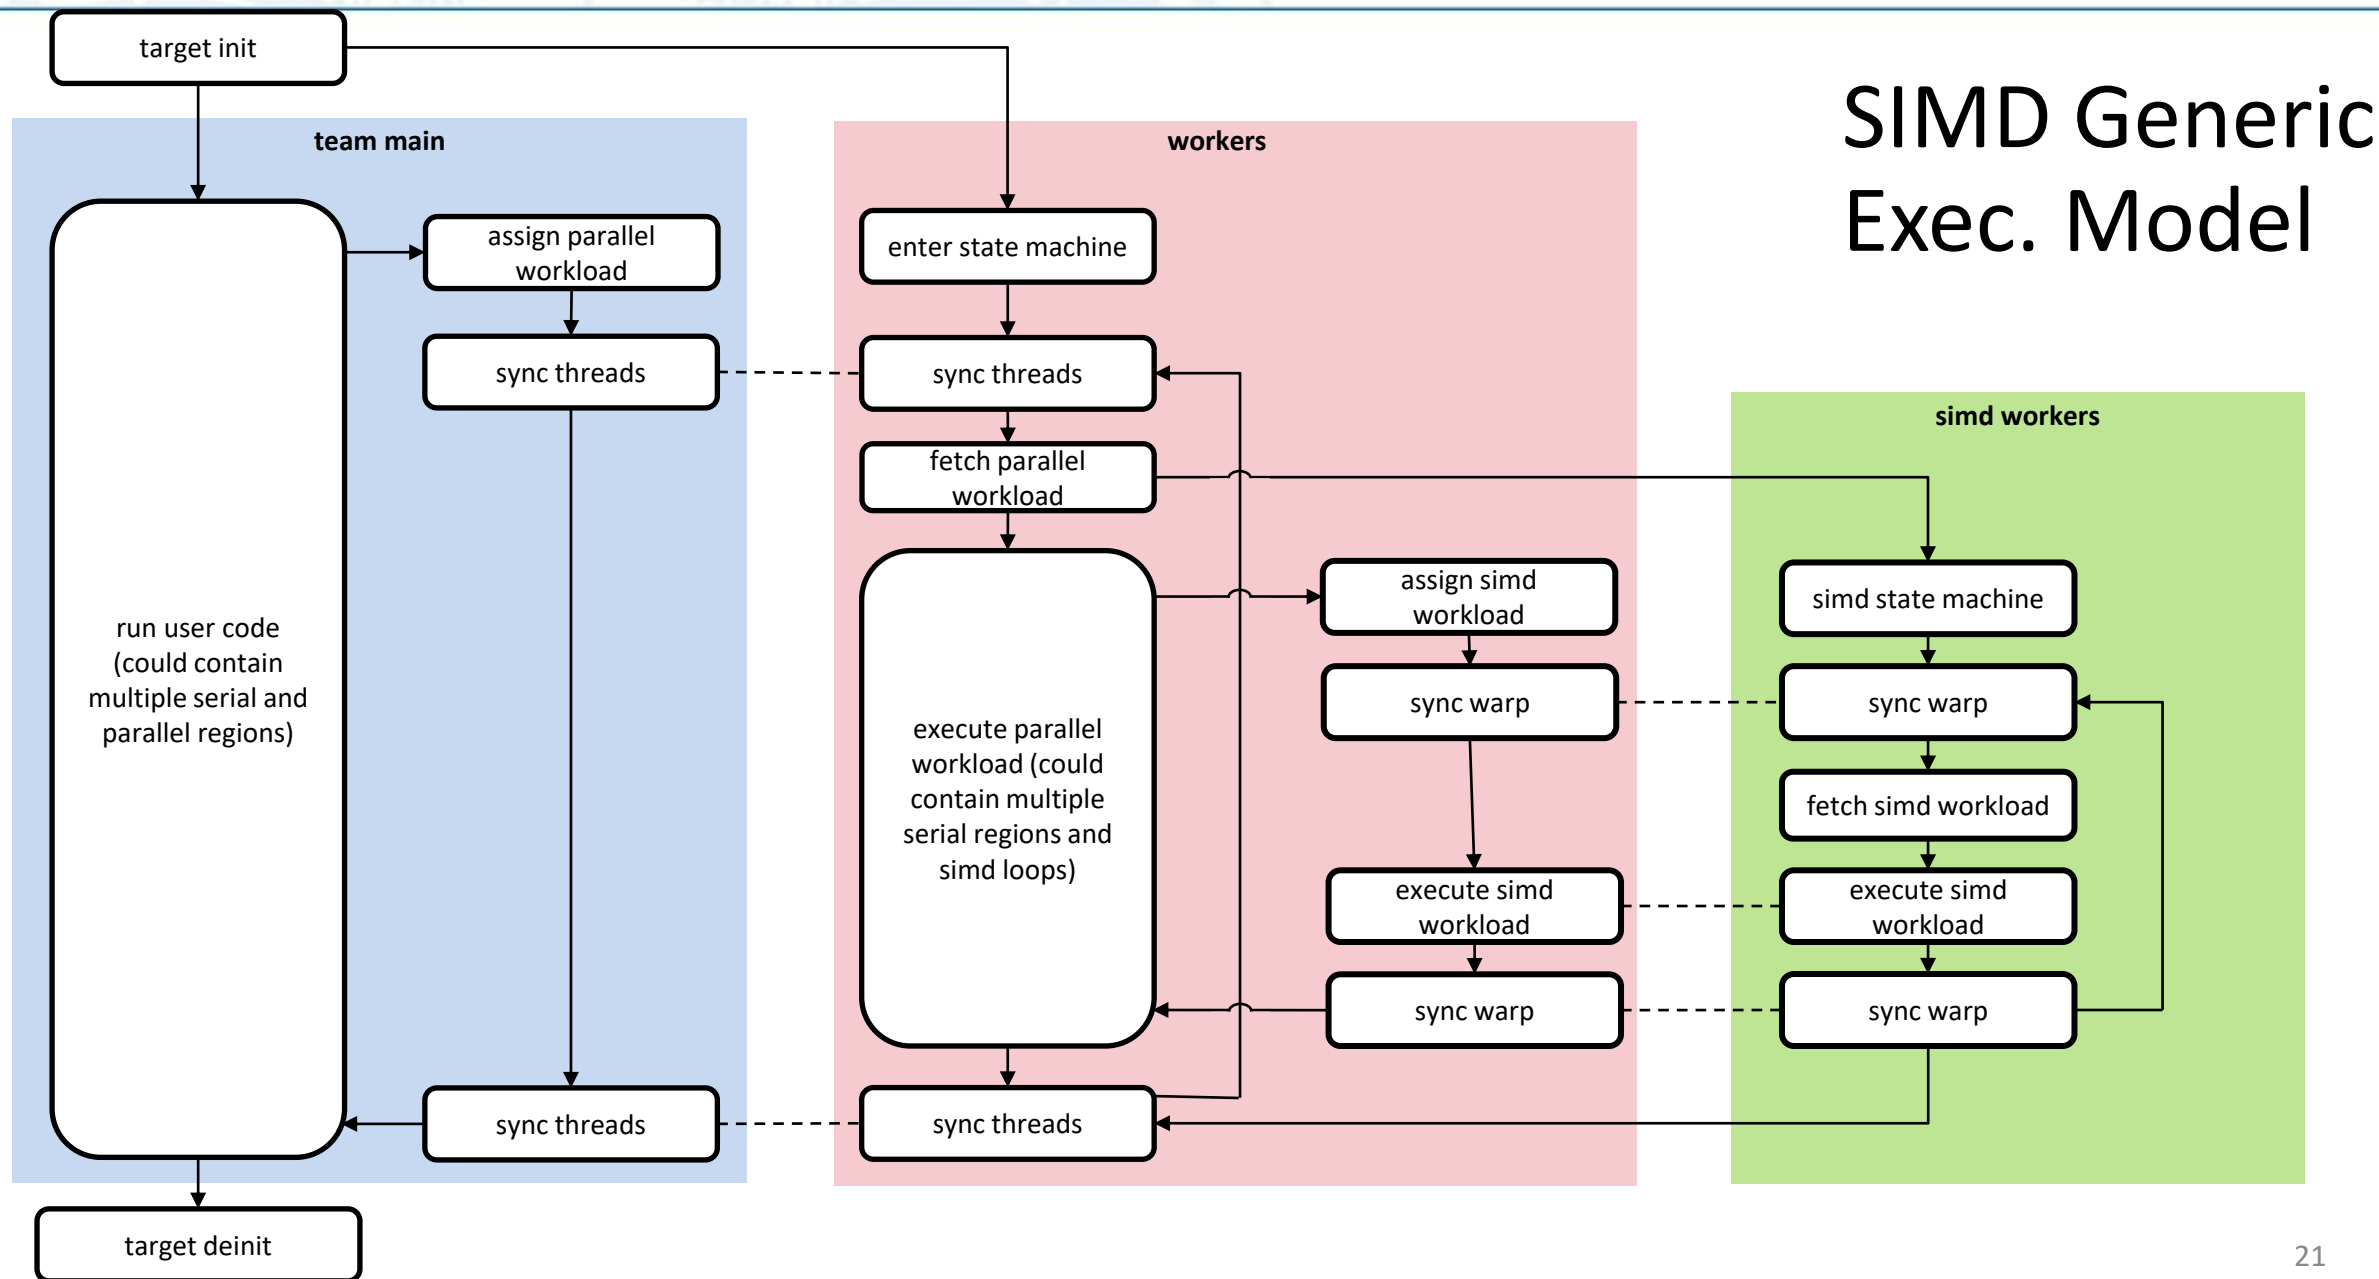 target init
SIMD Generic
Exec. Model
team main
run user code
(could contain
multiple serial and
parallel regions)
assign parallel
workload
sync threads
sync threads
target deinit
workers
enter state machine
sync threads
fetch parallel
workload
execute parallel
workload (could
contain multiple
serial regions and
simd loops)
sync threads
assign simd
workload
sync warp
execute simd
workload
sync warp
simd workers
simd state machine
sync warp
fetch simd workload
execute simd
workload
sync warp
21